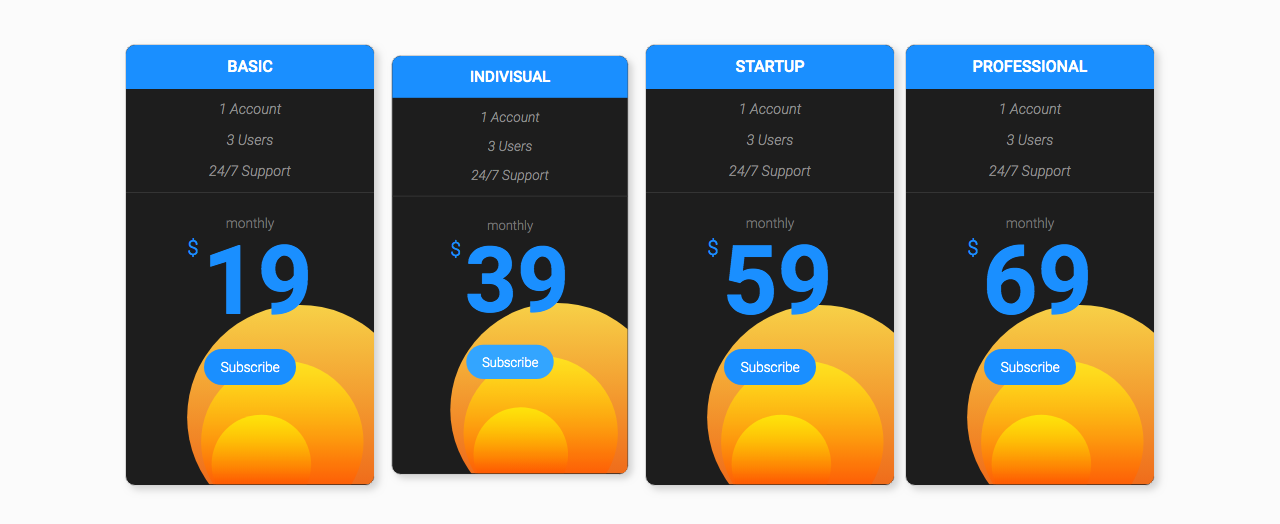 BASIC
1 Account
3 Users
24/7 Support
monthly
$ 19
Subscribe
INDIVISUAL
1 Account
3 Users
24/7 Support
monthly
$ 39
Subscribe
STARTUP
1 Account
3 Users
24/7 Support
monthly
$ 59
Subscribe
PROFESSIONAL
1 Account
3 Users
24/7 Support
monthly
$ 69
Subscribe